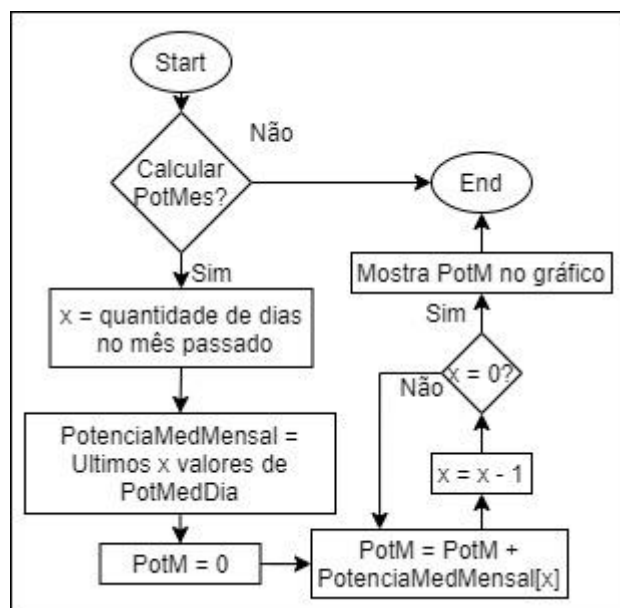 Start
Não
Calcular
PotMes?
End
Sim
Mostra PotM no gráfico
x = quantidade de dias
no mês passado
Sim
Não
x = 0?
PotenciaMedMensal =
Ultimos x valores de
PotMedDia
x = x - 1
PotM = 0
PotM = PotM +
PotenciaMedMensal[x]